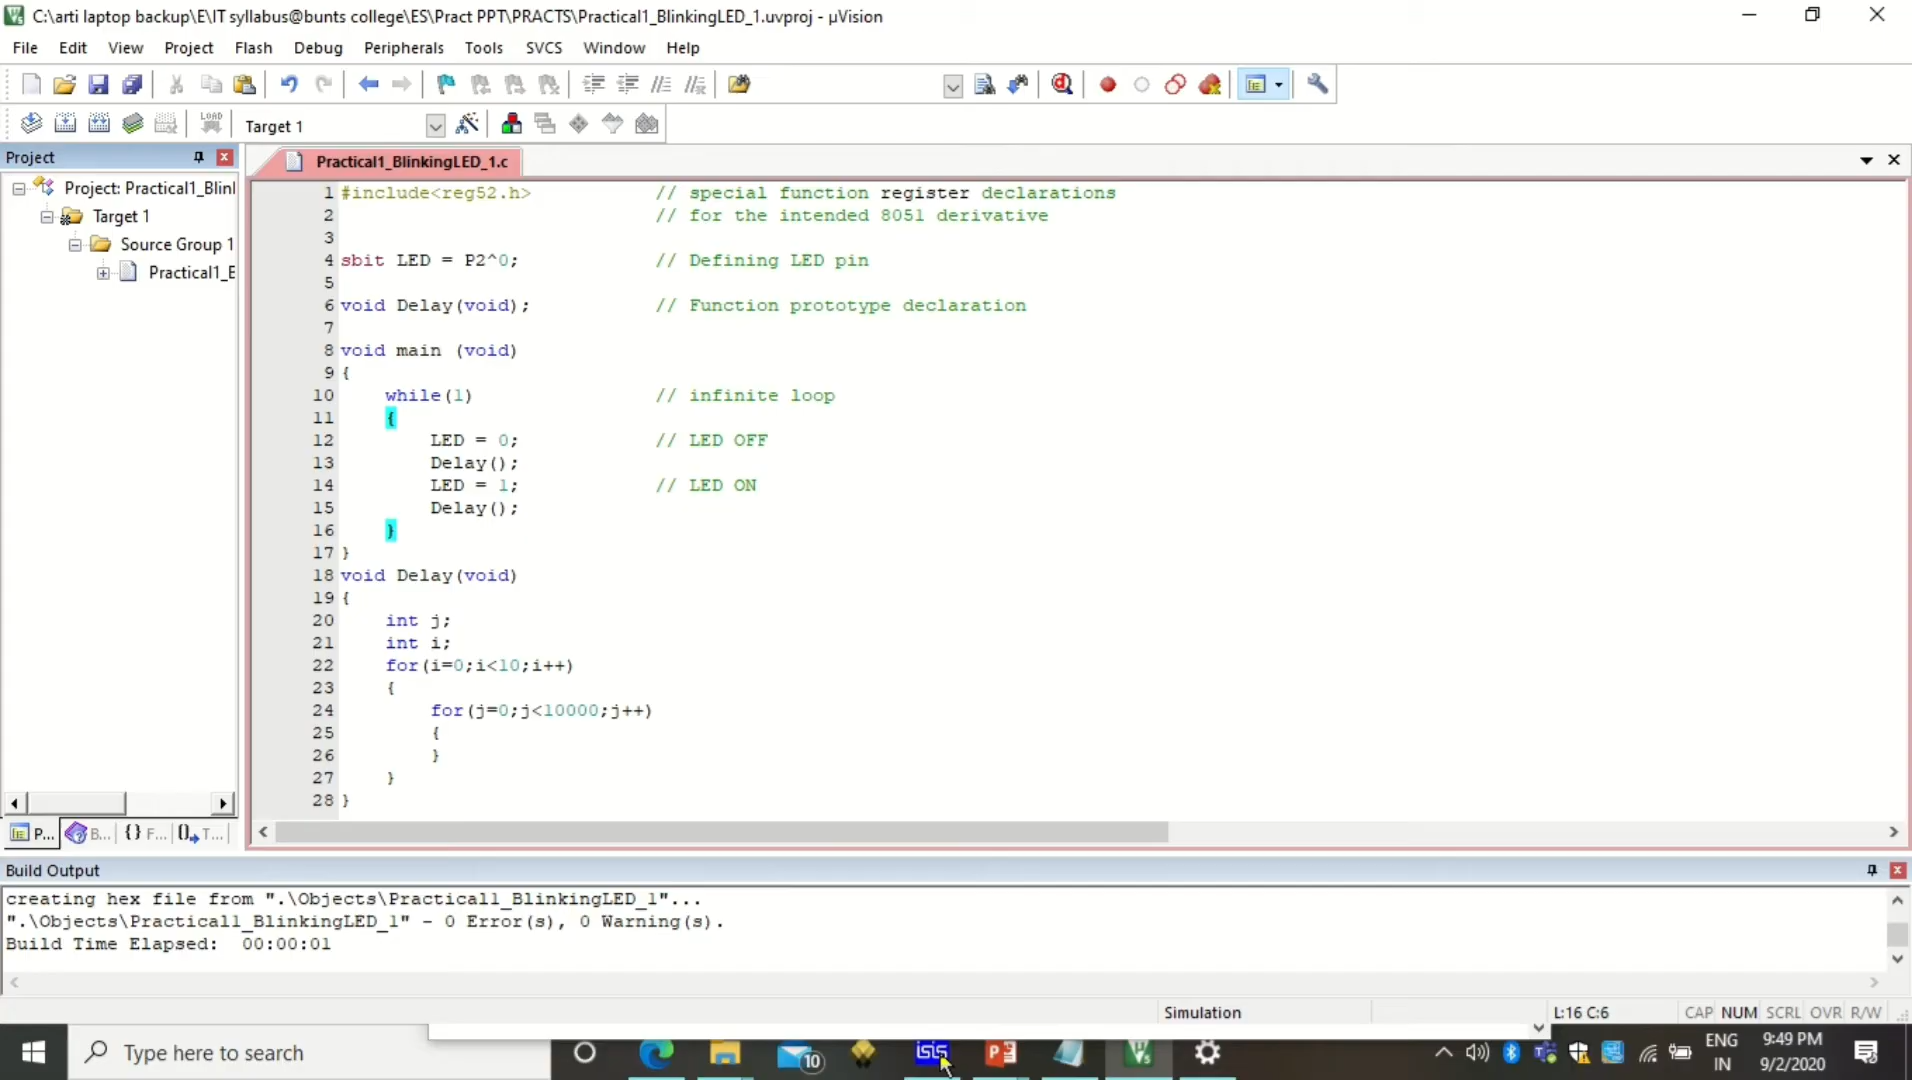 C:\arti laptop backup\E\IT syllabus@bunts college\ES\Pract PPT\PRACTS\Practical1_BlinkingLED_1.uvproj - µVision
File Edit View Project Flash Debug Peripherals Tools SVCS Window Help
LOAD Target 1
Project
Practical1_BlinkingLED_1.c
Project: Practical1_Blinl
Target 1
Source Group 1
Practical1_E
1 #include<reg52.h> // special function register declarations
2 // for the intended 8051 derivative
3
4 sbit LED = P2^0; // Defining LED pin
5
6 void Delay(void); // Function prototype declaration
7
8 void main (void)
9 {
10 while(1) // infinite loop
11 {
12 LED = 0; // LED OFF
13 Delay();
14 LED = 1; // LED ON
15 Delay();
16 }
17 }
18 void Delay(void)
19 {
20 int j;
21 int i;
22 for(i=0;i<10;i++)
23 {
24 for(j=0;j<10000;j++)
25 {
26 }
27 }
28 }
P... B... {} F... T...
Build Output
creating hex file from ".\Objects\Practical1_BlinkingLED_1"...
".\Objects\Practical1_BlinkingLED_1" - 0 Error(s), 0 Warning(s).
Build Time Elapsed:  00:00:01
Simulation L:16 C:6 CAP NUM SCRL OVR R/W
Type here to search
10
isis
ENG
IN
9:49 PM
9/2/2020